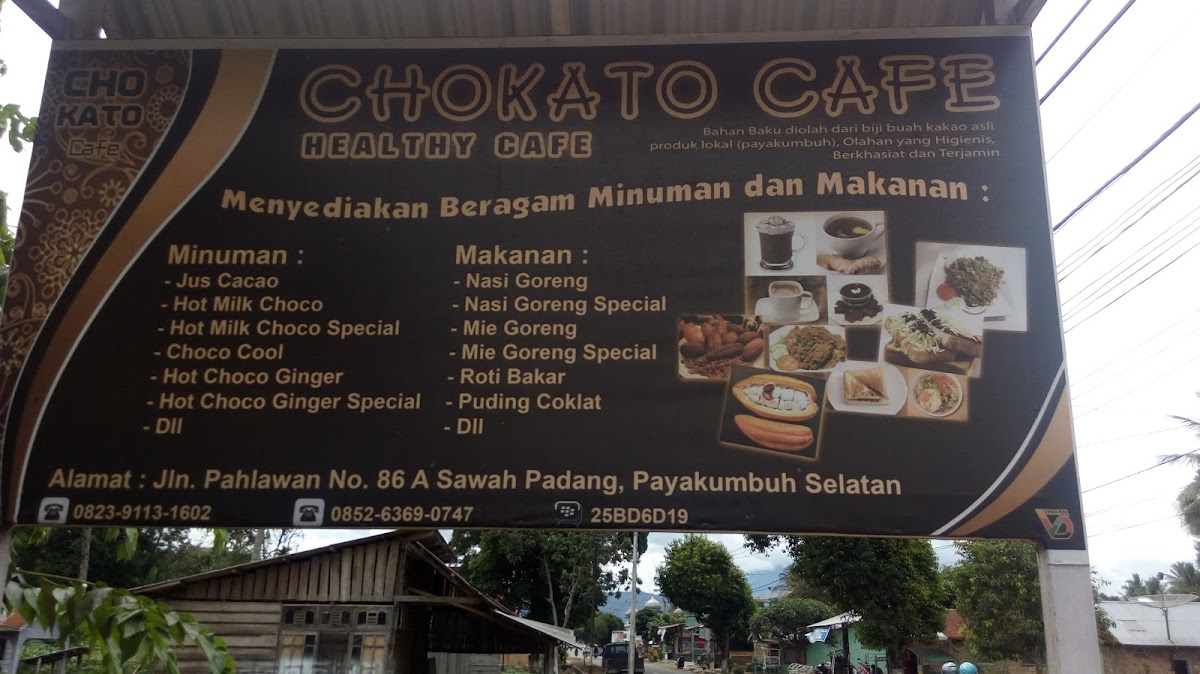 CHO
KATO
Cafe
CHOKATO CAFE
HEALTHY CAFE
Bahan Baku diolah dari biji buah kakao asli
produk lokal (payakumbuh), Olahan yang Higienis,
Berkhasiat dan Terjamin
Menyediakan Beragam Minuman dan Makanan :
Minuman :
- Jus Cacao
- Hot Milk Choco
- Hot Milk Choco Special
- Choco Cool
- Hot Choco Ginger
- Hot Choco Ginger Special
- Dll
Makanan :
- Nasi Goreng
- Nasi Goreng Special
- Mie Goreng
- Mie Goreng Special
- Roti Bakar
- Puding Coklat
- Dll
Alamat : Jln. Pahlawan No. 86 A Sawah Padang, Payakumbuh Selatan
0823-9113-1602
0852-6369-0747
25BD6D19